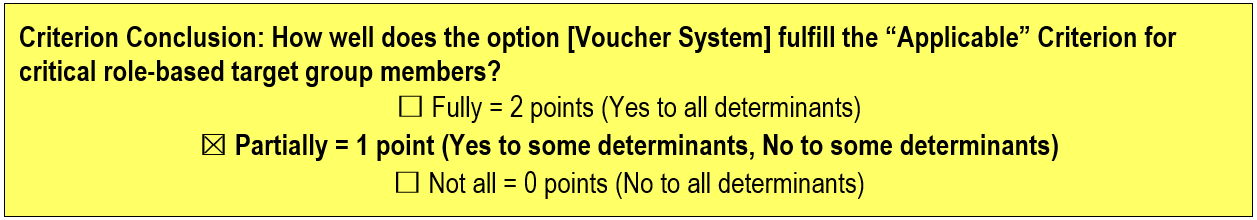 Criterion Conclusion: How well does the option [Voucher System] fulfill the “Applicable” Criterion for
critical role-based target group members?
☐ Fully = 2 points (Yes to all determinants)
☒ Partially = 1 point (Yes to some determinants, No to some determinants)
☐ Not all = 0 points (No to all determinants)